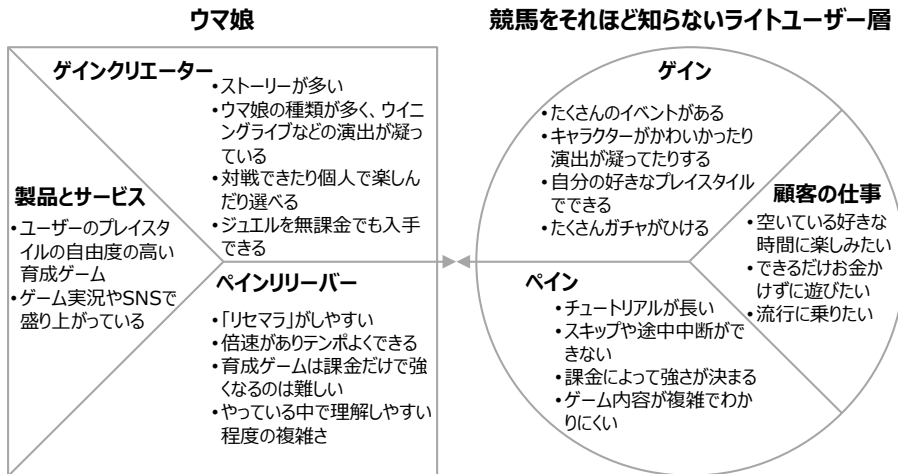 ウマ娘
ゲインクリエーター
•ストーリーが多い
•ウマ娘の種類が多く、ウイニ
ングライブなどの演出が凝っ
ている
•対戦できたり個人で楽しん
だり選べる
•ジュエルを無課金でも入手
できる
製品とサービス
•ユーザーのプレイスタ
イルの自由度の高い
育成ゲーム
•ゲーム実況やSNSで
盛り上がっている
ペインリリーバー
•「リセマラ」がしやすい
•倍速がありテンポよくできる
•育成ゲームは課金だけで強
くなるのは難しい
•やっている中で理解しやすい
程度の複雑さ
競馬をそれほど知らないライトユーザー層
ゲイン
•たくさんのイベントがある
•キャラクターがかわいかったり
演出が凝ってたりする
•自分の好きなプレイスタイル
でできる
•たくさんガチャがひける
顧客の仕事
•空いている好きな
時間に楽しみたい
•できるだけお金か
けずに遊びたい
•流行に乗りたい
ペイン
•チュートリアルが長い
•スキップや途中中断がで
きない
•課金によって強さが決まる
•ゲーム内容が複雑でわか
りにくい